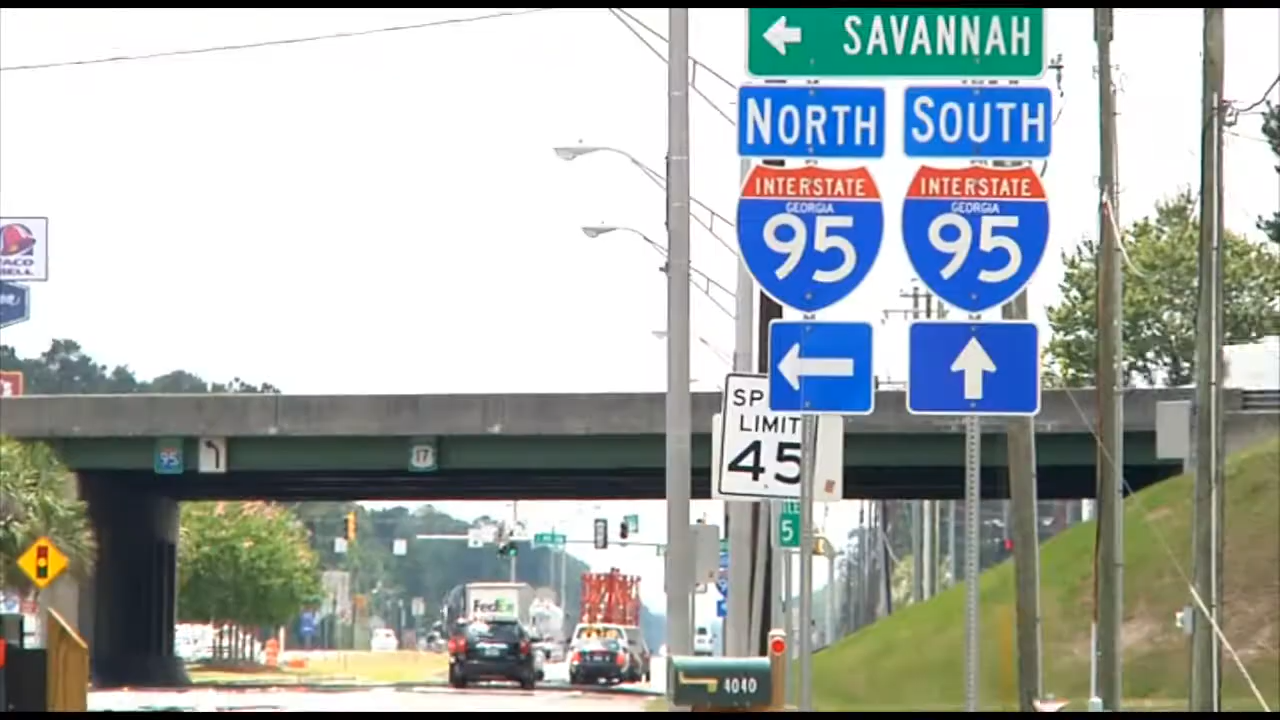 SAVANNAH
NORTH
SOUTH
INTERSTATE
GEORGIA
95
INTERSTATE
GEORGIA
95
SP
LIMIT
45
TACO
BELL
95
17
5
FedEx
4040